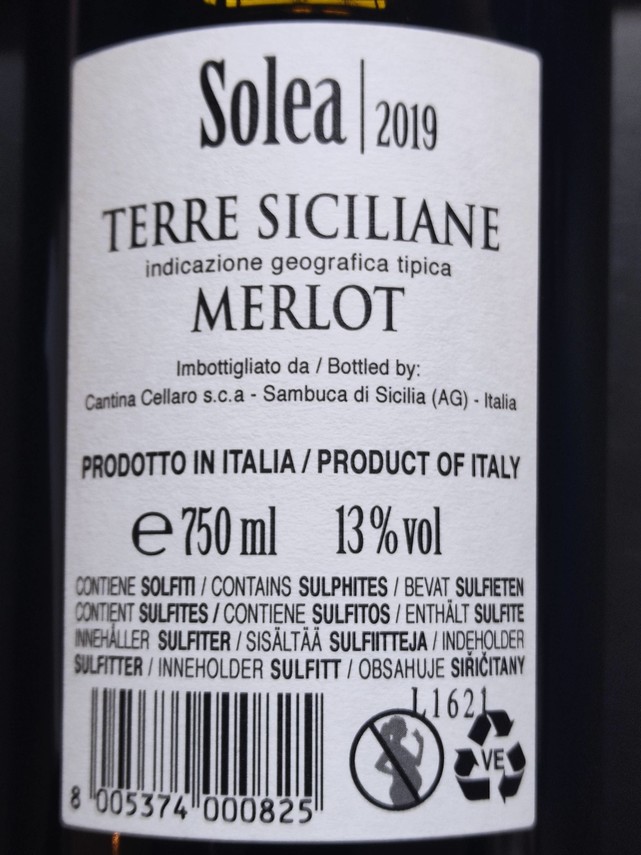 Solea | 2019
TERRE SICILIANE
indicazione geografica tipica
MERLOT
Imbottigliato da / Bottled by:
Cantina Cellaro s.c.a - Sambuca di Sicilia (AG) - Italia
PRODOTTO IN ITALIA / PRODUCT OF ITALY
e 750 ml 13% vol
CONTIENE SOLFITI / CONTAINS SULPHITES / BEVAT SULFIETEN
CONTIENT SULFITES / CONTIENE SULFITOS / ENTHÄLT SULFITE
INNEHÅLLER SULFITER / SISÄLTÄÄ SULFIITTEJA / INDEHOLDER
SULFITTER / INNEHOLDER SULFITT / OBSAHUJE SIŘIČITANY
L1621
VE
8 005374 000825